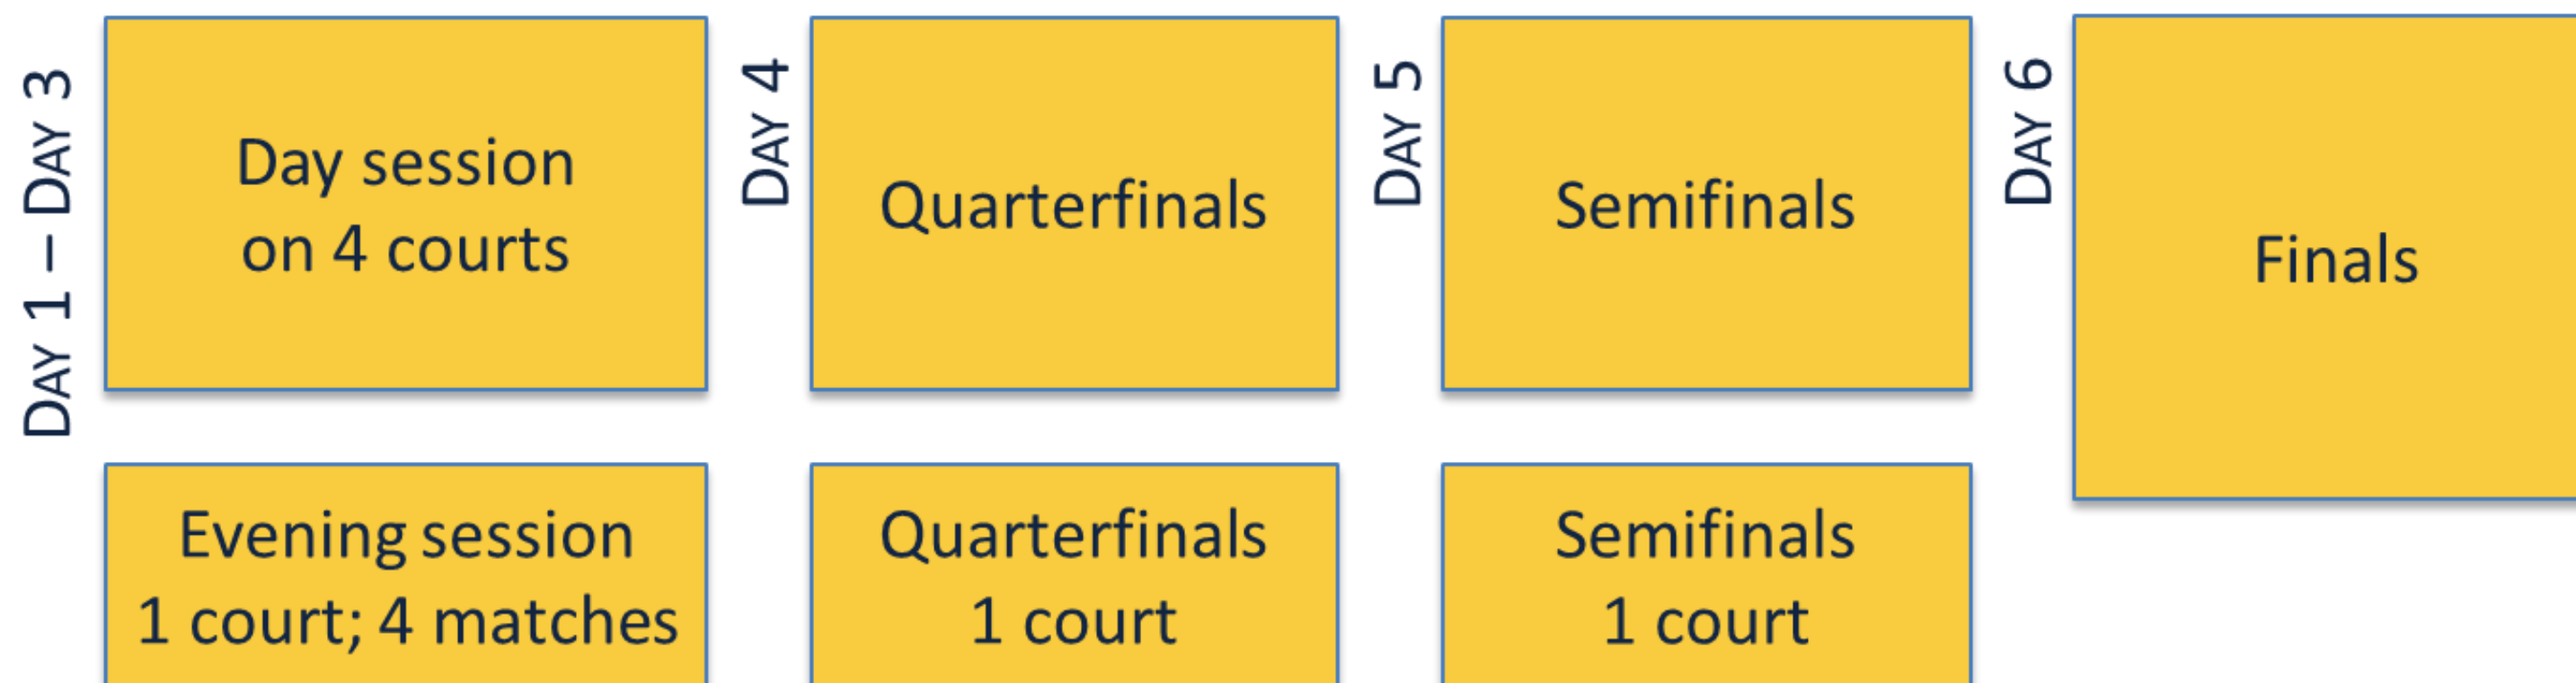 DAY 1 – DAY 3
Day session
on 4 courts
Evening session
1 court; 4 matches
DAY 4
Quarterfinals
Quarterfinals
1 court
DAY 5
Semifinals
Semifinals
1 court
DAY 6
Finals